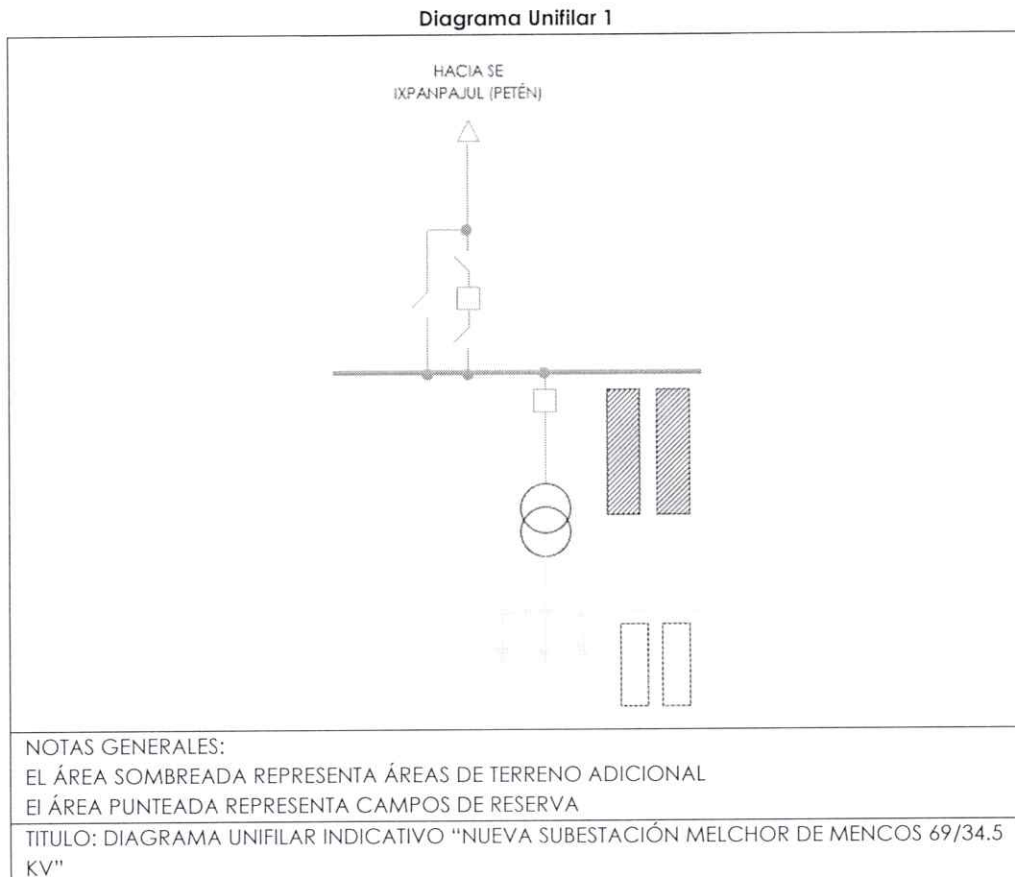 Diagrama Unifilar 1
HACIA SE
IXPANPAJUL (PETÉN)
NOTAS GENERALES:
EL ÁREA SOMBREADA REPRESENTA ÁREAS DE TERRENO ADICIONAL
El ÁREA PUNTEADA REPRESENTA CAMPOS DE RESERVA
TITULO: DIAGRAMA UNIFILAR INDICATIVO “NUEVA SUBESTACIÓN MELCHOR DE MENCOS 69/34.5
KV”